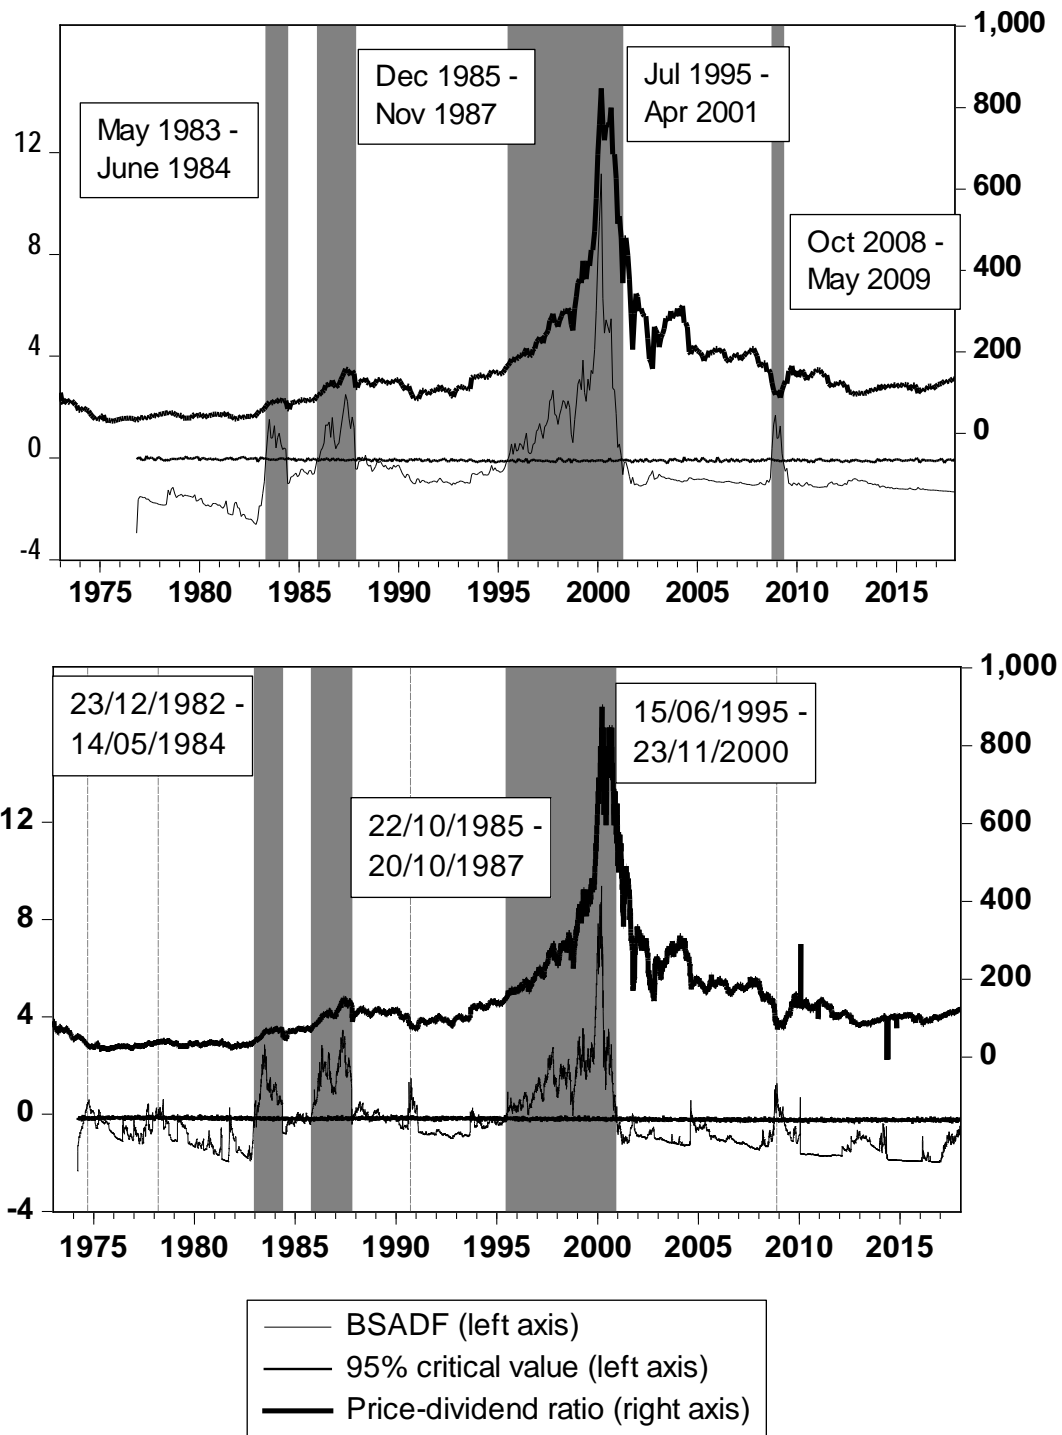 1,000
Dec 1985 -
Nov 1987
Jul 1995 -
Apr 2001
800
May 1983 -
June 1984
12
600
Oct 2008 -
May 2009
8
400
4
200
0
0
-4
1975 1980 1985 1990 1995 2000 2005 2010 2015
1,000
23/12/1982 -
14/05/1984
15/06/1995 -
23/11/2000
800
22/10/1985 -
20/10/1987
12
600
8
400
4
200
0
0
-4
1975 1980 1985 1990 1995 2000 2005 2010 2015
BSADF (left axis)
95% critical value (left axis)
Price-dividend ratio (right axis)